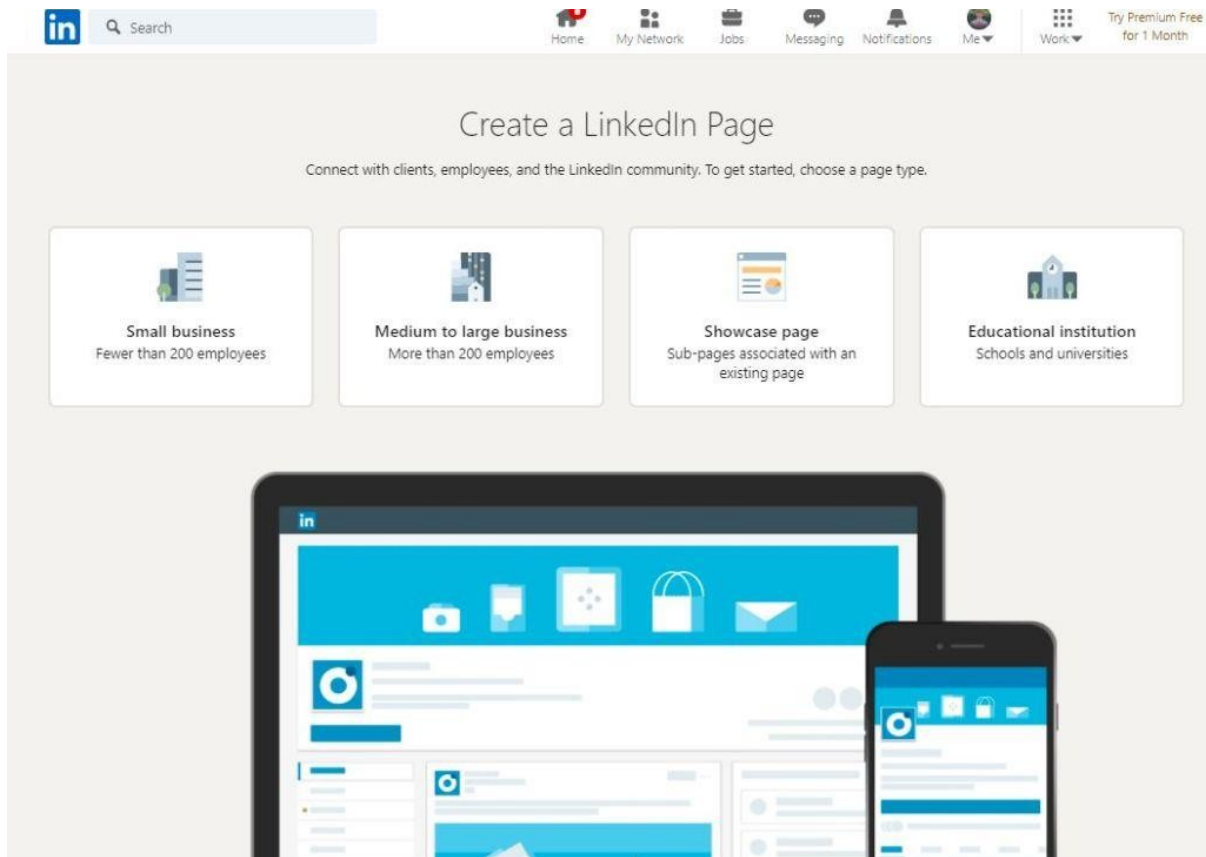 in
Search
Home
My Network
Jobs
Messaging
Notifications
Me
Work
Try Premium Free
for 1 Month
Create a LinkedIn Page
Connect with clients, employees, and the LinkedIn community. To get started, choose a page type.
Small business
Fewer than 200 employees
Medium to large business
More than 200 employees
Showcase page
Sub-pages associated with an
existing page
Educational institution
Schools and universities
in